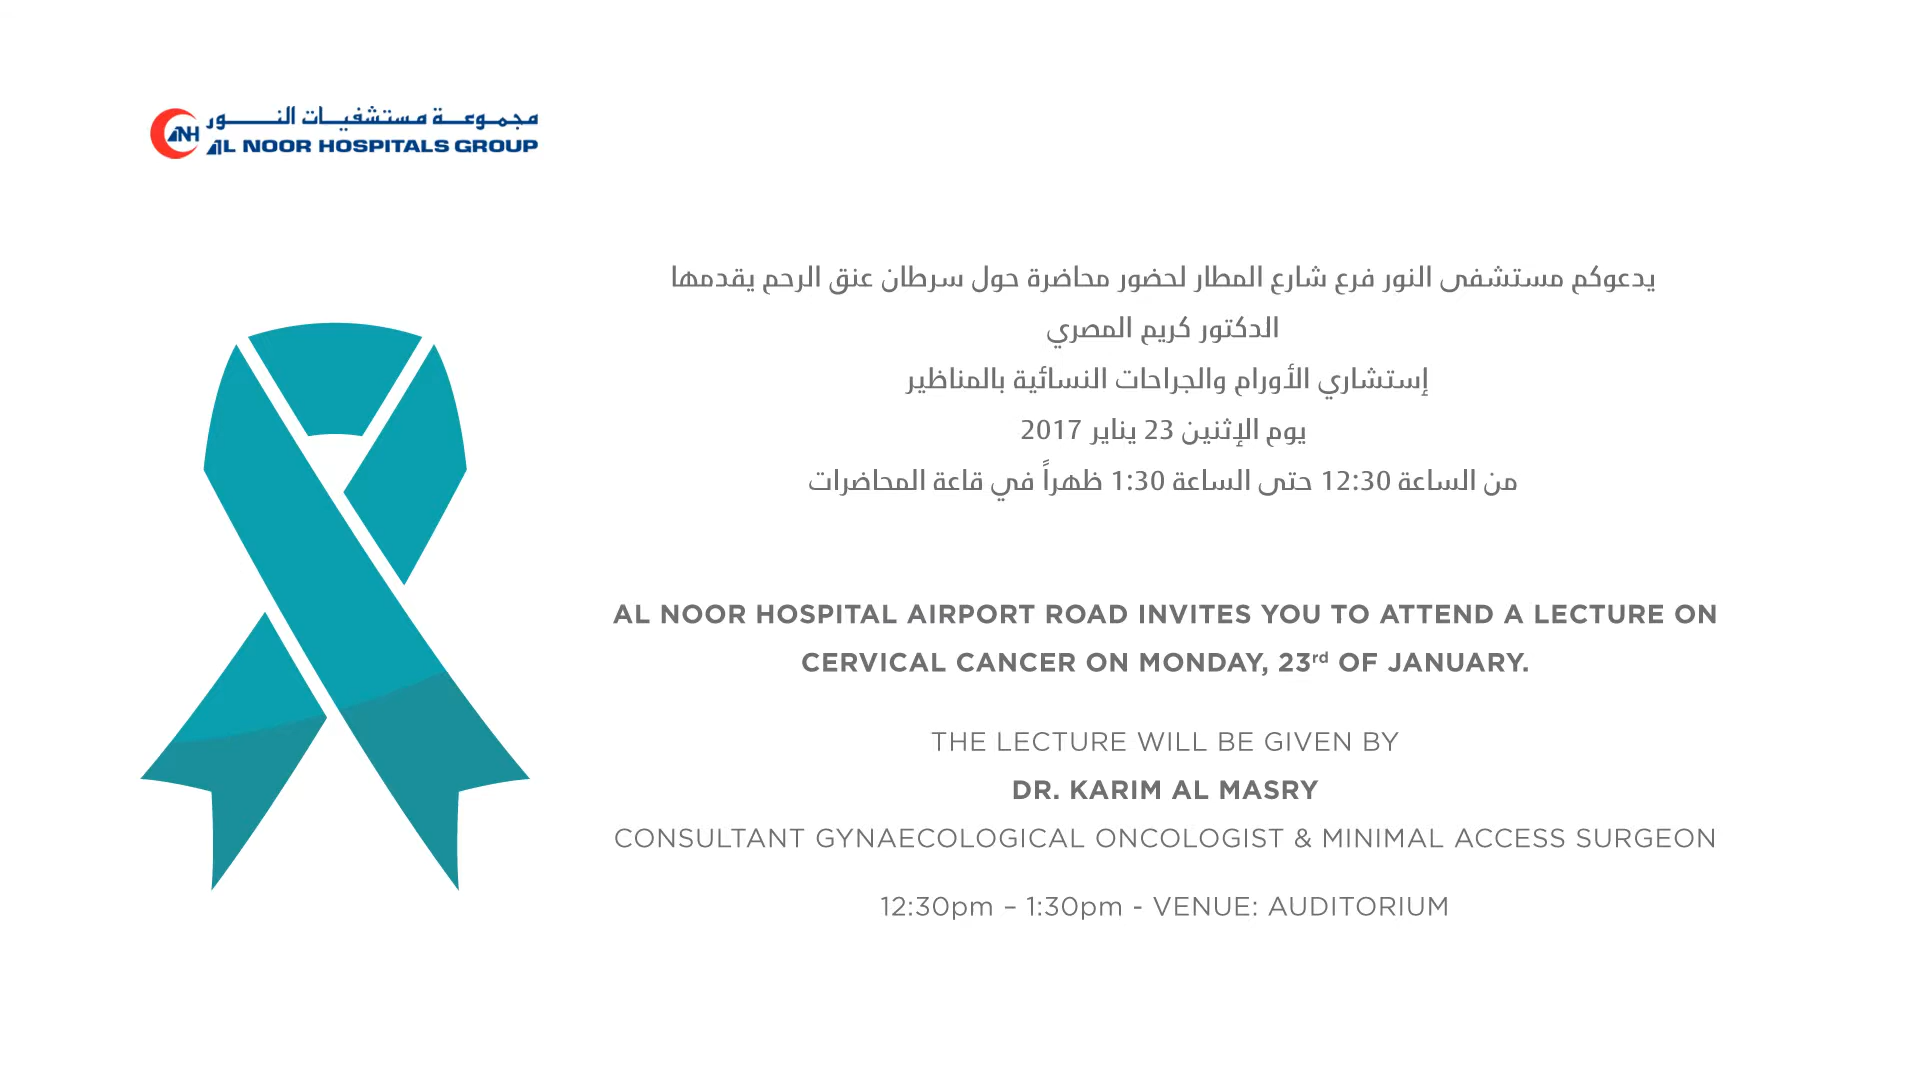 مجموعة مستشفيات النور
ANH AL NOOR HOSPITALS GROUP
يدعوكم مستشفى النور فرع شارع المطار لحضور محاضرة حول سرطان عنق الرحم يقدمها
الدكتور كريم المصري
إستشاري الأورام والجراحات النسائية بالمناظير
يوم الإثنين 23 يناير 2017
من الساعة 12:30 حتى الساعة 1:30 ظهراً في قاعة المحاضرات
AL NOOR HOSPITAL AIRPORT ROAD INVITES YOU TO ATTEND A LECTURE ON
CERVICAL CANCER ON MONDAY, 23rd OF JANUARY.
THE LECTURE WILL BE GIVEN BY
DR. KARIM AL MASRY
CONSULTANT GYNAECOLOGICAL ONCOLOGIST & MINIMAL ACCESS SURGEON
12:30pm – 1:30pm - VENUE: AUDITORIUM